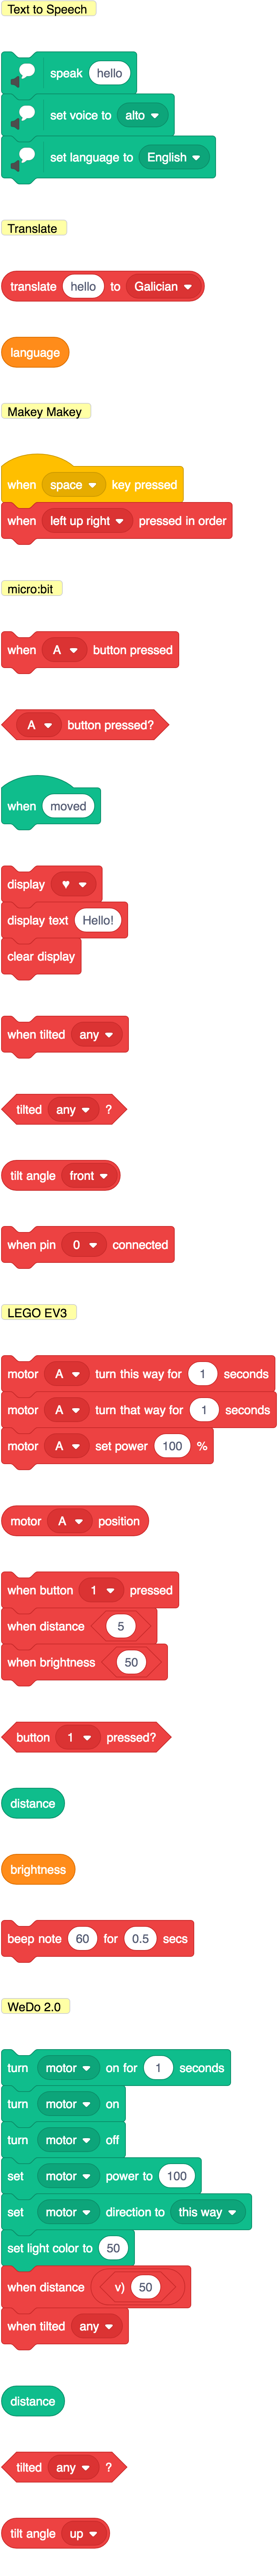 Text to Speech
speak hello
set voice to alto
set language to English
Translate
translate hello to Galician
language
Makey Makey
when space key pressed
when left up right pressed in order
micro:bit
when A button pressed
A button pressed?
when moved
display ♥
display text Hello!
clear display
when tilted any
tilted any ?
tilt angle front
when pin 0 connected
LEGO EV3
motor A turn this way for 1 seconds
motor A turn that way for 1 seconds
motor A set power 100 %
motor A position
when button 1 pressed
when distance 5
when brightness 50
button 1 pressed?
distance
brightness
beep note 60 for 0.5 secs
WeDo 2.0
turn motor on for 1 seconds
turn motor on
turn motor off
set motor power to 100
set motor direction to this way
set light color to 50
when distance v) 50
when tilted any
distance
tilted any ?
tilt angle up